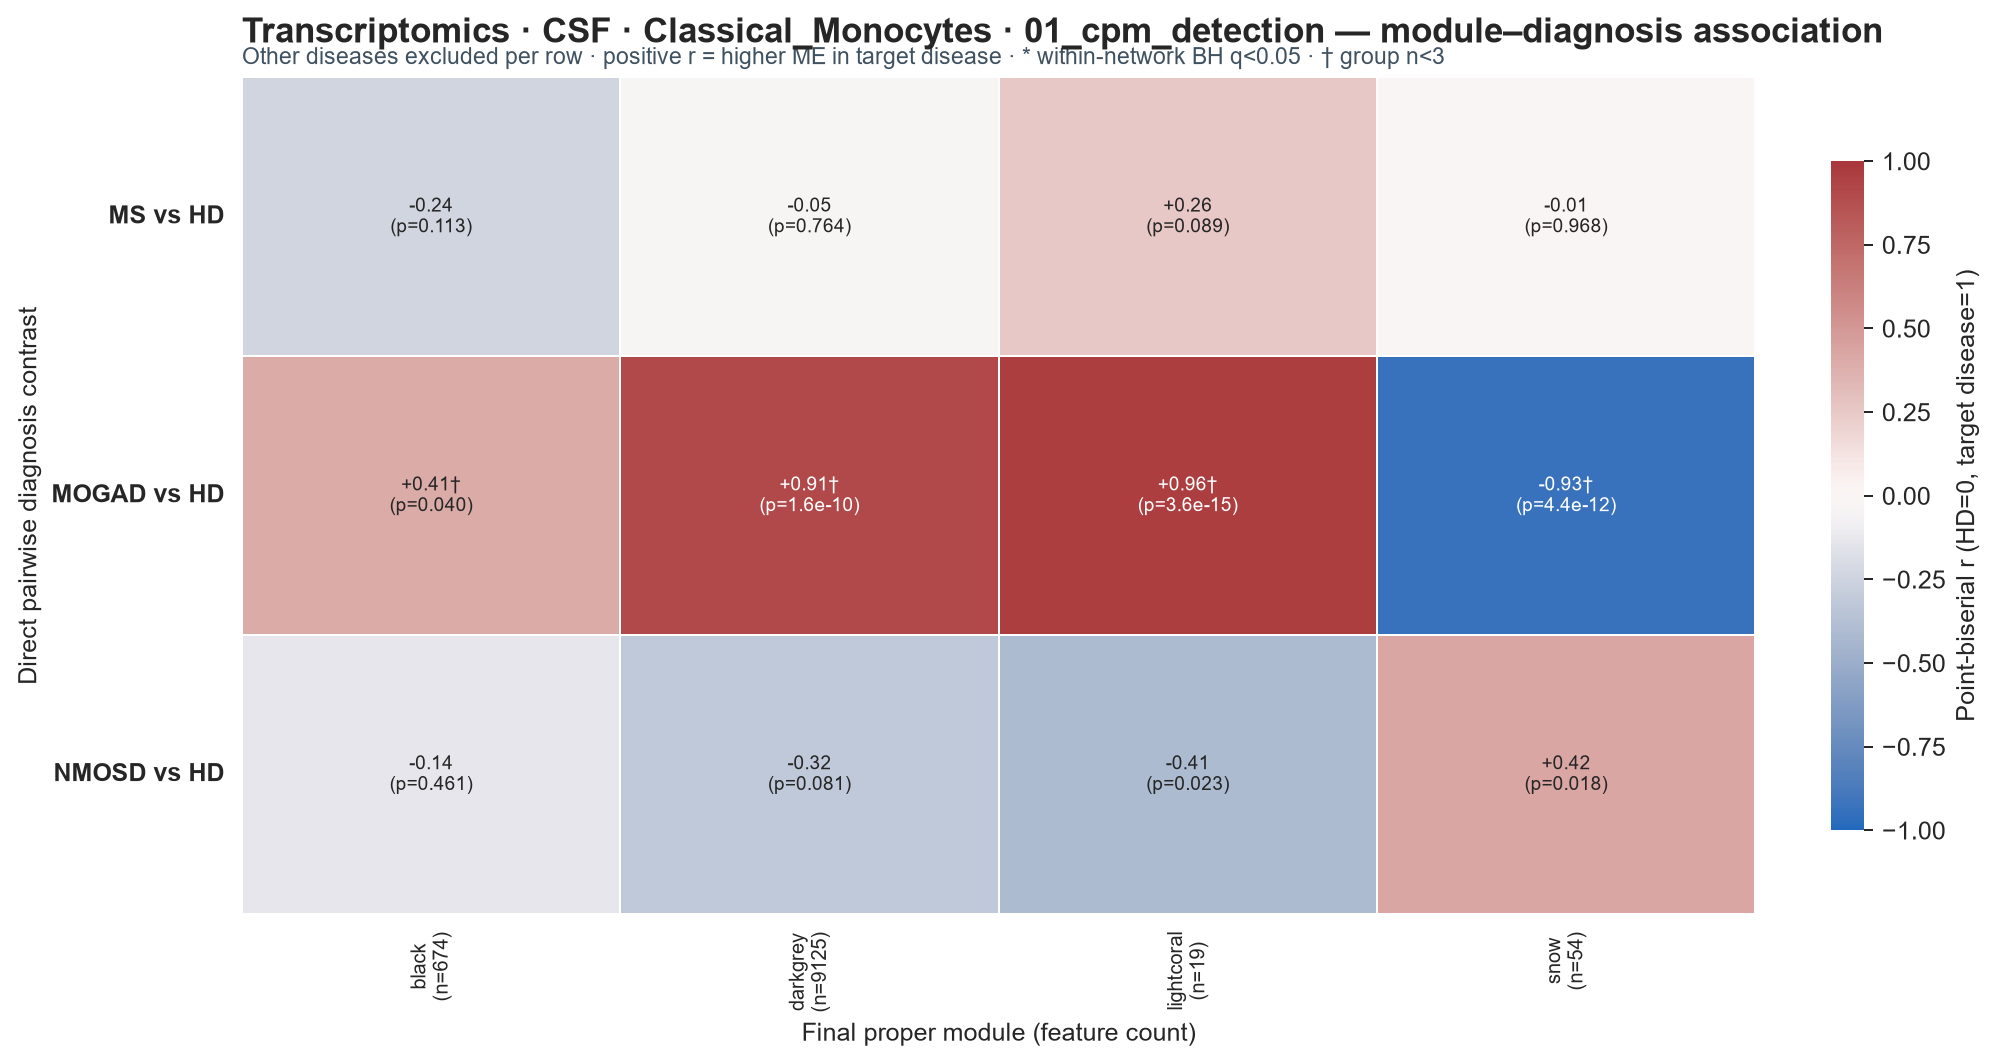 Transcriptomics · CSF · Classical_Monocytes · 01_cpm_detection — module–diagnosis association
Other diseases excluded per row · positive r = higher ME in target disease · * within-network BH q<0.05 · † group n<3
Direct pairwise diagnosis contrast
MS vs HD
-0.24
(p=0.113)
-0.05
(p=0.764)
+0.26
(p=0.089)
-0.01
(p=0.968)
MOGAD vs HD
+0.41†
(p=0.040)
+0.91†
(p=1.6e-10)
+0.96†
(p=3.6e-15)
-0.93†
(p=4.4e-12)
NMOSD vs HD
-0.14
(p=0.461)
-0.32
(p=0.081)
-0.41
(p=0.023)
+0.42
(p=0.018)
black
(n=674)
darkgrey
(n=9125)
lightcoral
(n=19)
snow
(n=54)
Final proper module (feature count)
1.00
0.75
0.50
0.25
0.00
−0.25
−0.50
−0.75
−1.00
Point-biserial r (HD=0, target disease=1)